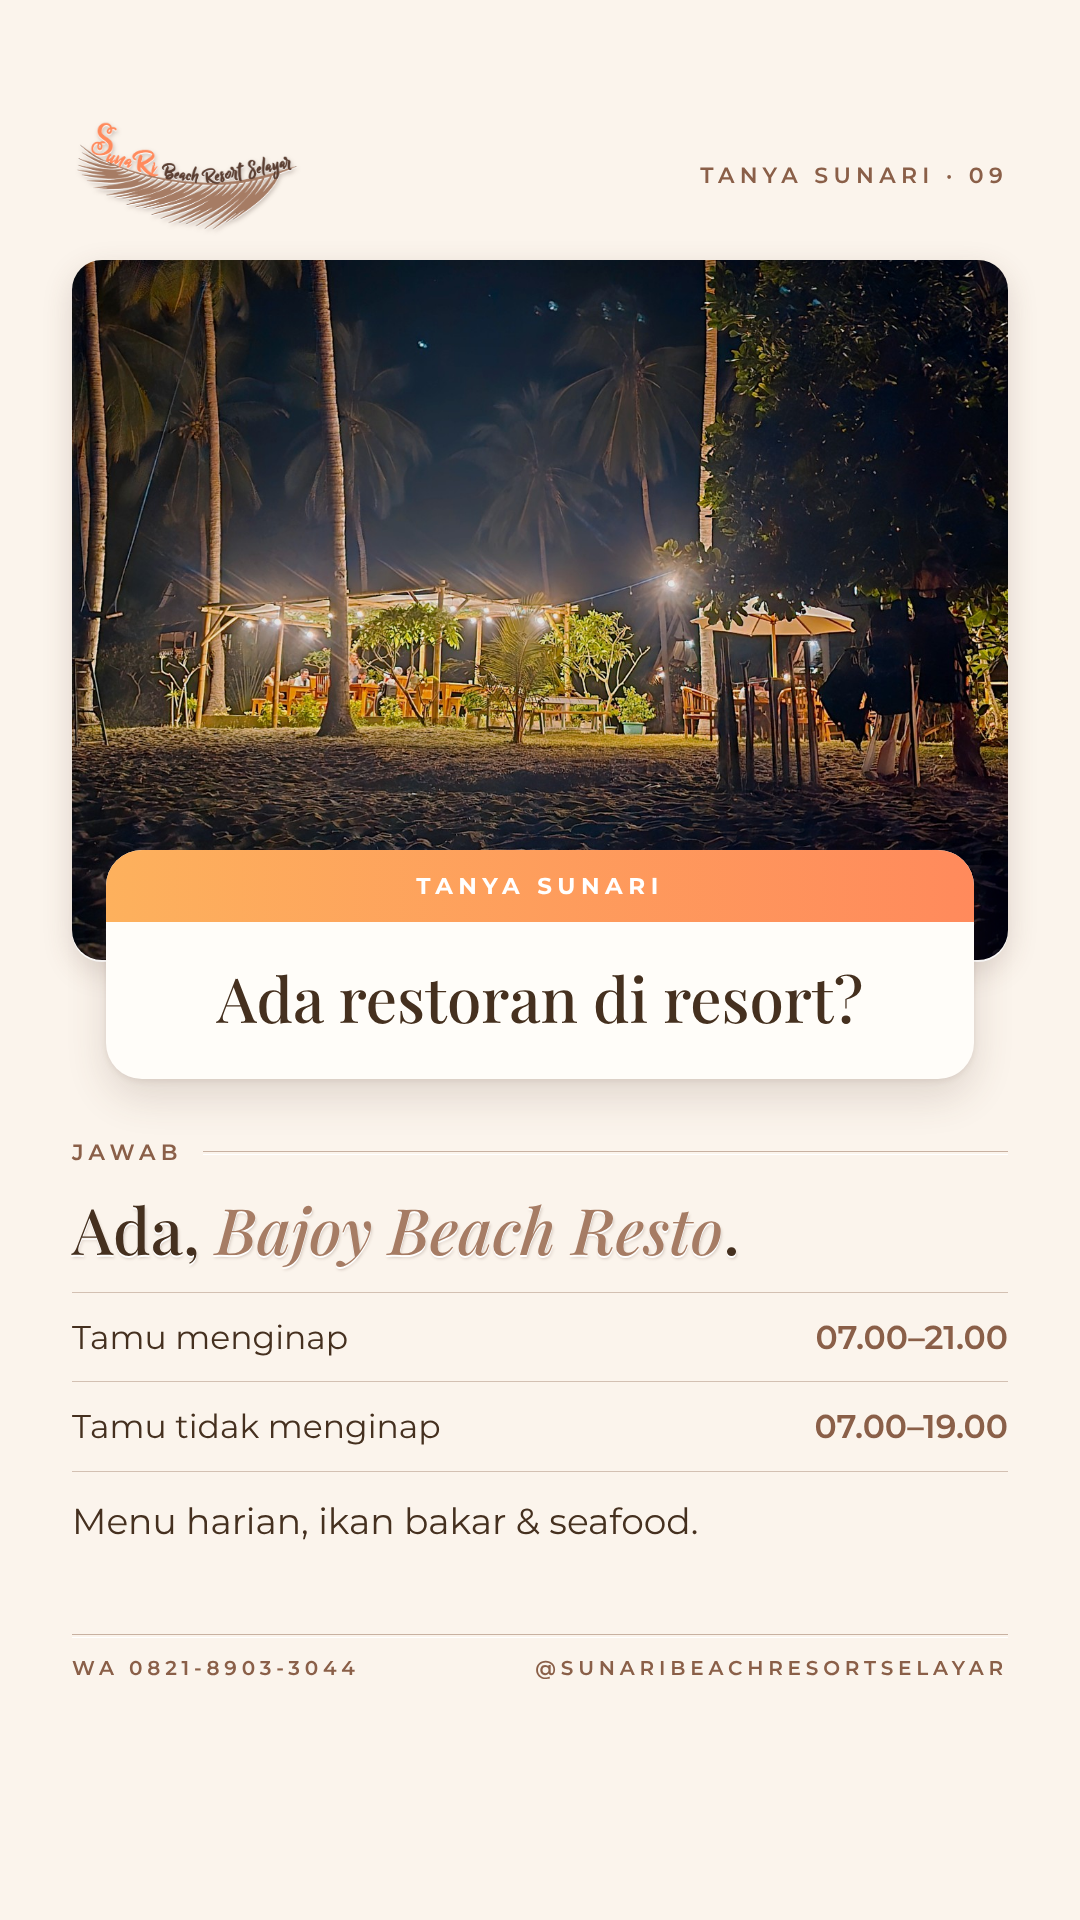 SunaRi Beach Resort Selayar
TANYA SUNARI · 09
TANYA SUNARI
Ada restoran di resort?
JAWAB
Ada, Bajoy Beach Resto.
Tamu menginap 07.00–21.00
Tamu tidak menginap 07.00–19.00
Menu harian, ikan bakar & seafood.
WA 0821-8903-3044 @SUNARIBEACHRESORTSELAYAR